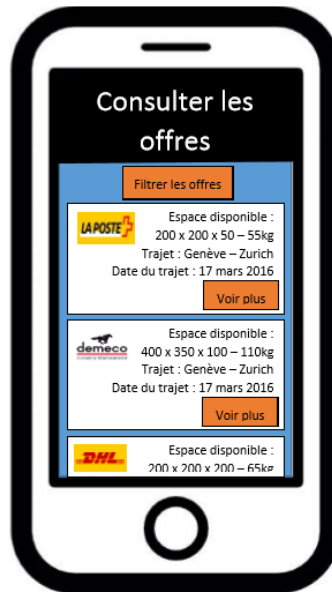 Consulter les
offres
Filtrer les offres
LA POSTE
Espace disponible :
200 x 200 x 50 – 55kg
Trajet : Genève – Zurich
Date du trajet : 17 mars 2016
Voir plus
demeco
Espace disponible :
400 x 350 x 100 – 110kg
Trajet : Genève – Zurich
Date du trajet : 17 mars 2016
Voir plus
DHL
Espace disponible :
200 x 200 x 200 – 65kg